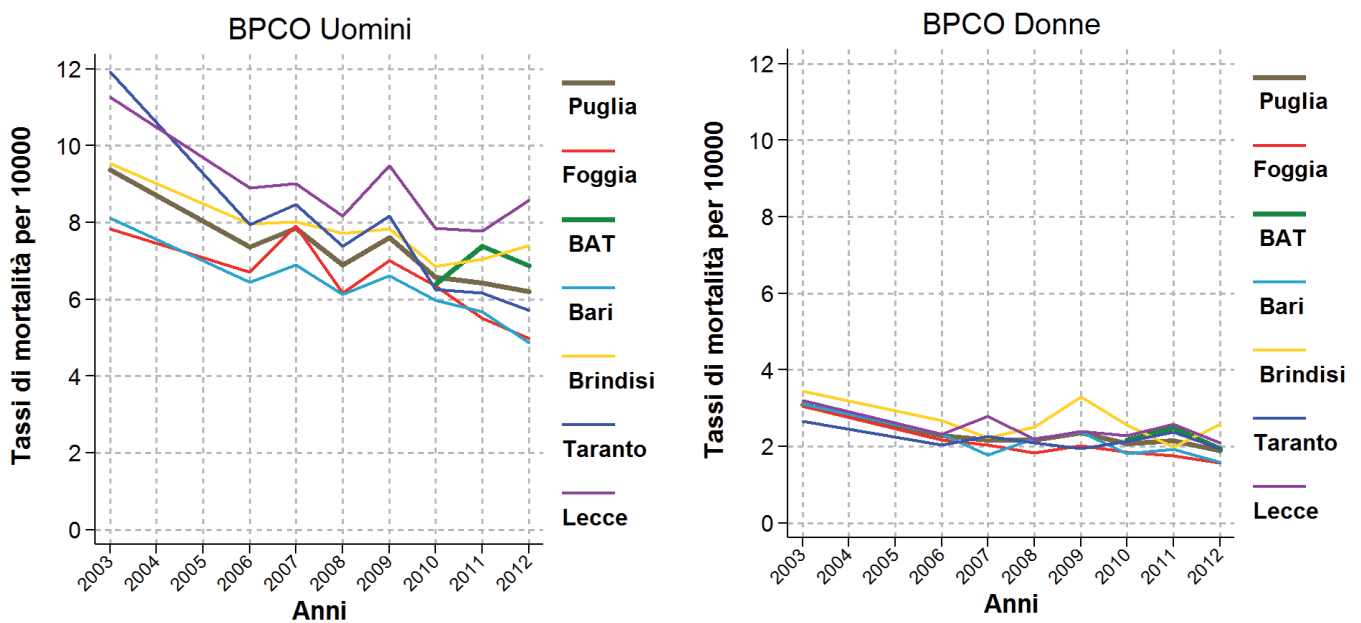 BPCO Uomini
Tassi di mortalità per 10000
12
10
8
6
4
2
0
2003
2004
2005
2006
2007
2008
2009
2010
2011
2012
Anni
Puglia
Foggia
BAT
Bari
Brindisi
Taranto
Lecce
BPCO Donne
Tassi di mortalità per 10000
12
10
8
6
4
2
0
2003
2004
2005
2006
2007
2008
2009
2010
2011
2012
Anni
Puglia
Foggia
BAT
Bari
Brindisi
Taranto
Lecce